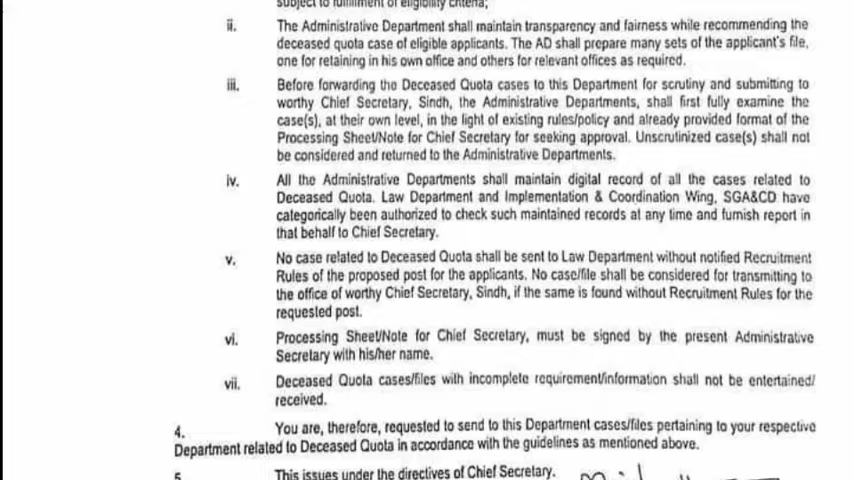 subject to fulfillment of eligibility criteria;
ii. The Administrative Department shall maintain transparency and fairness while recommending the
deceased quota case of eligible applicants. The AD shall prepare many sets of the applicant's file,
one for retaining in his own office and others for relevant offices as required.
iii. Before forwarding the Deceased Quota cases to this Department for scrutiny and submitting to
worthy Chief Secretary, Sindh, the Administrative Departments, shall first fully examine the
case(s), at their own level, in the light of existing rules/policy and already provided format of the
Processing Sheet/Note for Chief Secretary for seeking approval. Unscrutinized case(s) shall not
be considered and returned to the Administrative Departments.
iv. All the Administrative Departments shall maintain digital record of all the cases related to
Deceased Quota. Law Department and Implementation & Coordination Wing, SGA&CD have
categorically been authorized to check such maintained records at any time and furnish report in
that behalf to Chief Secretary.
v. No case related to Deceased Quota shall be sent to Law Department without notified Recruitment
Rules of the proposed post for the applicants. No case/file shall be considered for transmitting to
the office of worthy Chief Secretary, Sindh, if the same is found without Recruitment Rules for the
requested post.
vi. Processing Sheet/Note for Chief Secretary, must be signed by the present Administrative
Secretary with his/her name.
vii. Deceased Quota cases/files with incomplete requirement/information shall not be entertained/
received.
4. You are, therefore, requested to send to this Department cases/files pertaining to your respective
Department related to Deceased Quota in accordance with the guidelines as mentioned above.
5. This issues under the directives of Chief Secretary.